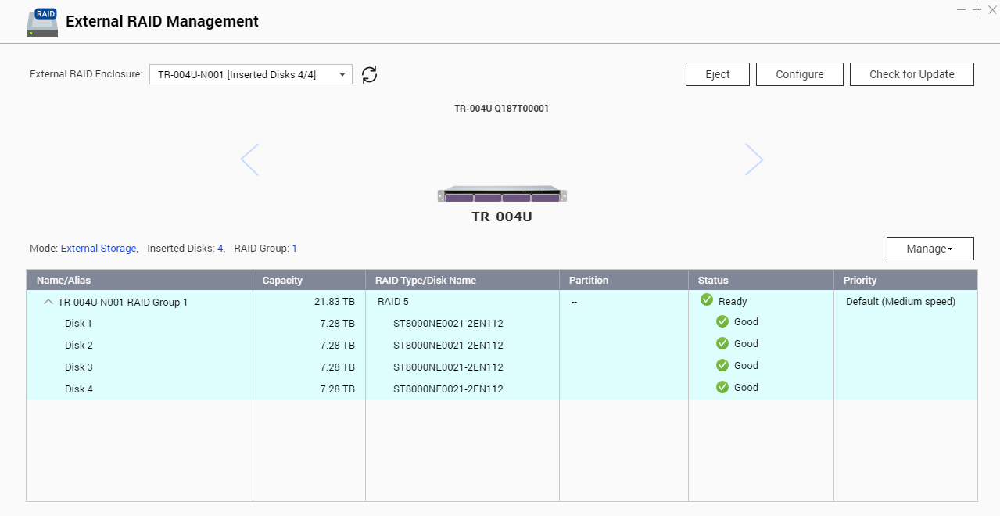 RAID
External RAID Management
External RAID Enclosure: TR-004U-N001 [Inserted Disks 4/4] Eject Configure Check for Update
TR-004U Q187T00001
TR-004U
Mode: External Storage, Inserted Disks: 4, RAID Group: 1 Manage
Name/Alias Capacity RAID Type/Disk Name Partition Status Priority
TR-004U-N001 RAID Group 1 21.83 TB RAID 5 -- Ready Default (Medium speed)
Disk 1 7.28 TB ST8000NE0021-2EN112 Good
Disk 2 7.28 TB ST8000NE0021-2EN112 Good
Disk 3 7.28 TB ST8000NE0021-2EN112 Good
Disk 4 7.28 TB ST8000NE0021-2EN112 Good